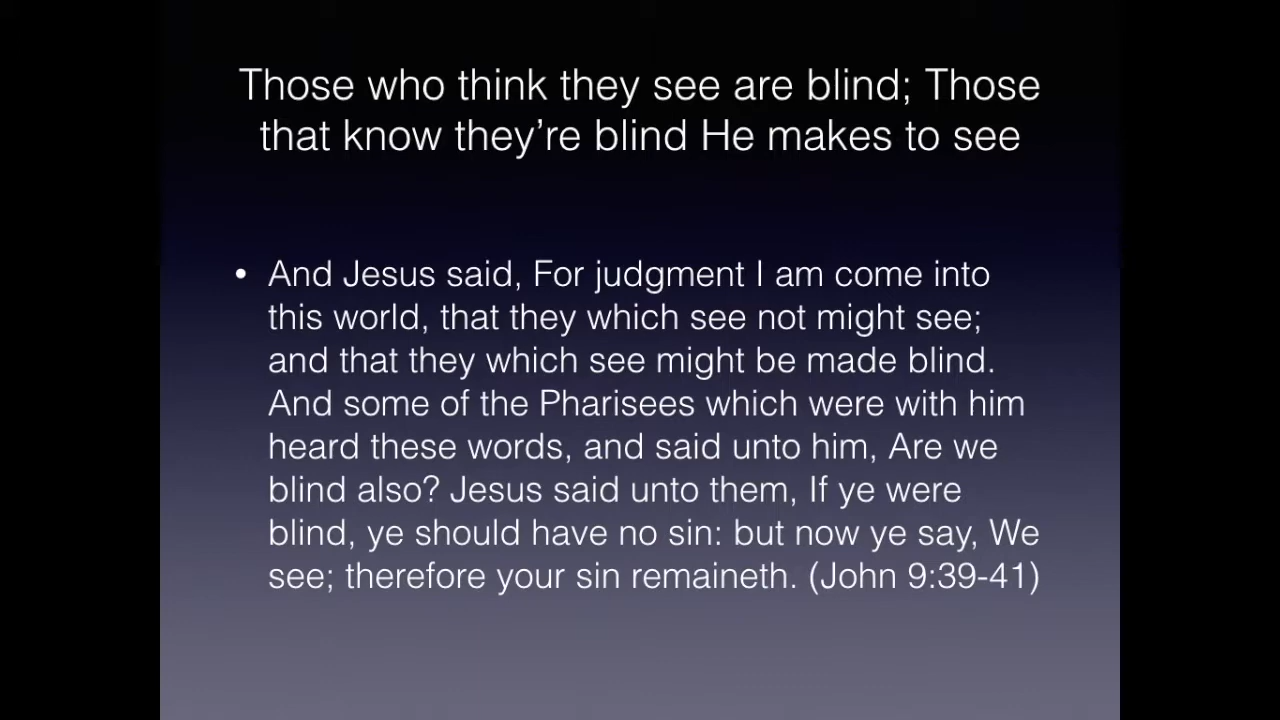 Those who think they see are blind; Those
that know they’re blind He makes to see
• And Jesus said, For judgment I am come into
this world, that they which see not might see;
and that they which see might be made blind.
And some of the Pharisees which were with him
heard these words, and said unto him, Are we
blind also? Jesus said unto them, If ye were
blind, ye should have no sin: but now ye say, We
see; therefore your sin remaineth. (John 9:39-41)